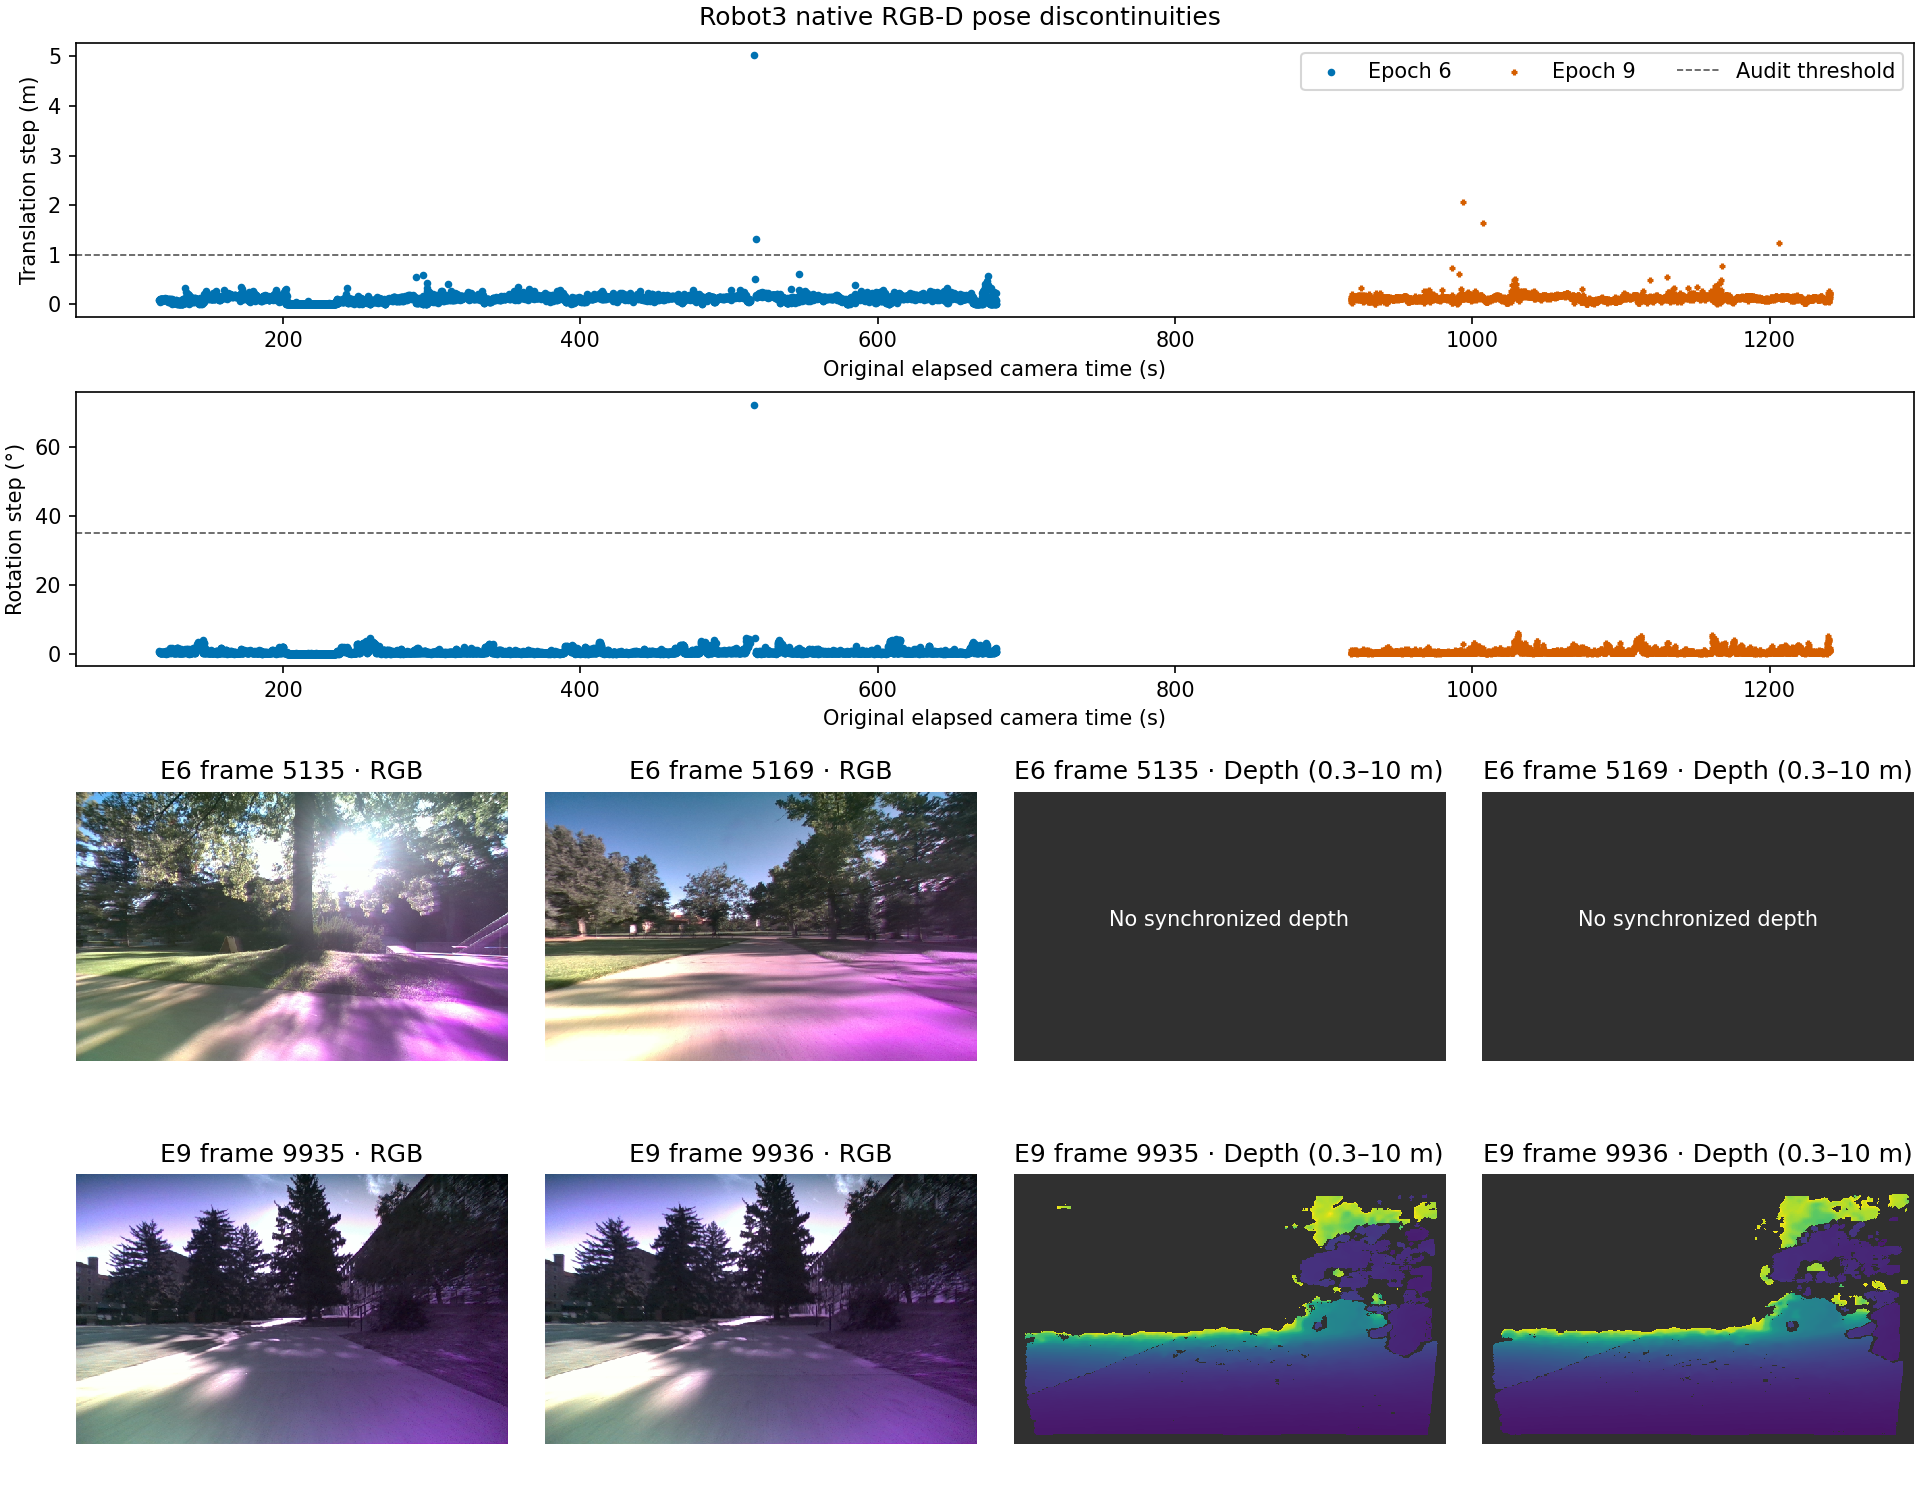 Robot3 native RGB-D pose discontinuities
Translation step (m)
5
4
3
2
1
0
Epoch 6
Epoch 9
Audit threshold
200
400
600
800
1000
1200
Original elapsed camera time (s)
Rotation step (°)
60
40
20
0
200
400
600
800
1000
1200
Original elapsed camera time (s)
E6 frame 5135 · RGB
E6 frame 5169 · RGB
E6 frame 5135 · Depth (0.3–10 m)
E6 frame 5169 · Depth (0.3–10 m)
No synchronized depth
No synchronized depth
E9 frame 9935 · RGB
E9 frame 9936 · RGB
E9 frame 9935 · Depth (0.3–10 m)
E9 frame 9936 · Depth (0.3–10 m)